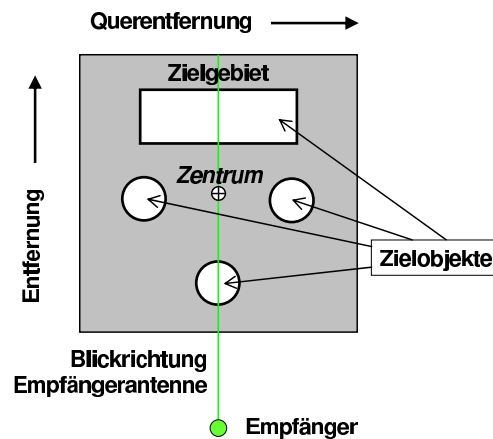 Querentfernung
Zielgebiet
Zentrum
Entfernung
Zielobjekte
Blickrichtung
Empfängerantenne
Empfänger